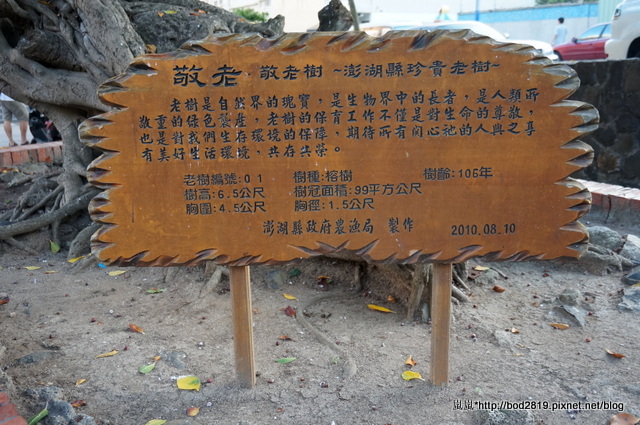 敬老‧敬老樹～澎湖縣珍貴老樹～
老樹是自然界的瑰寶，是生物界中的長者，是人類所
敬重的綠色資產，老樹的保育工作不僅是對生命的尊敬，
也是對我們生存環境的保障，期待所有關心祂的人與之享
有美好生活環境、共存共榮。
老樹編號:01 樹種:榕樹 樹齡:106年
樹高:6.5公尺 樹冠面積:99平方公尺
胸圍:4.5公尺 胸徑:1.5公尺
澎湖縣政府農漁局 製作 2010.08.10
嵐嵐*http://bod2819.pixnet.net/blog